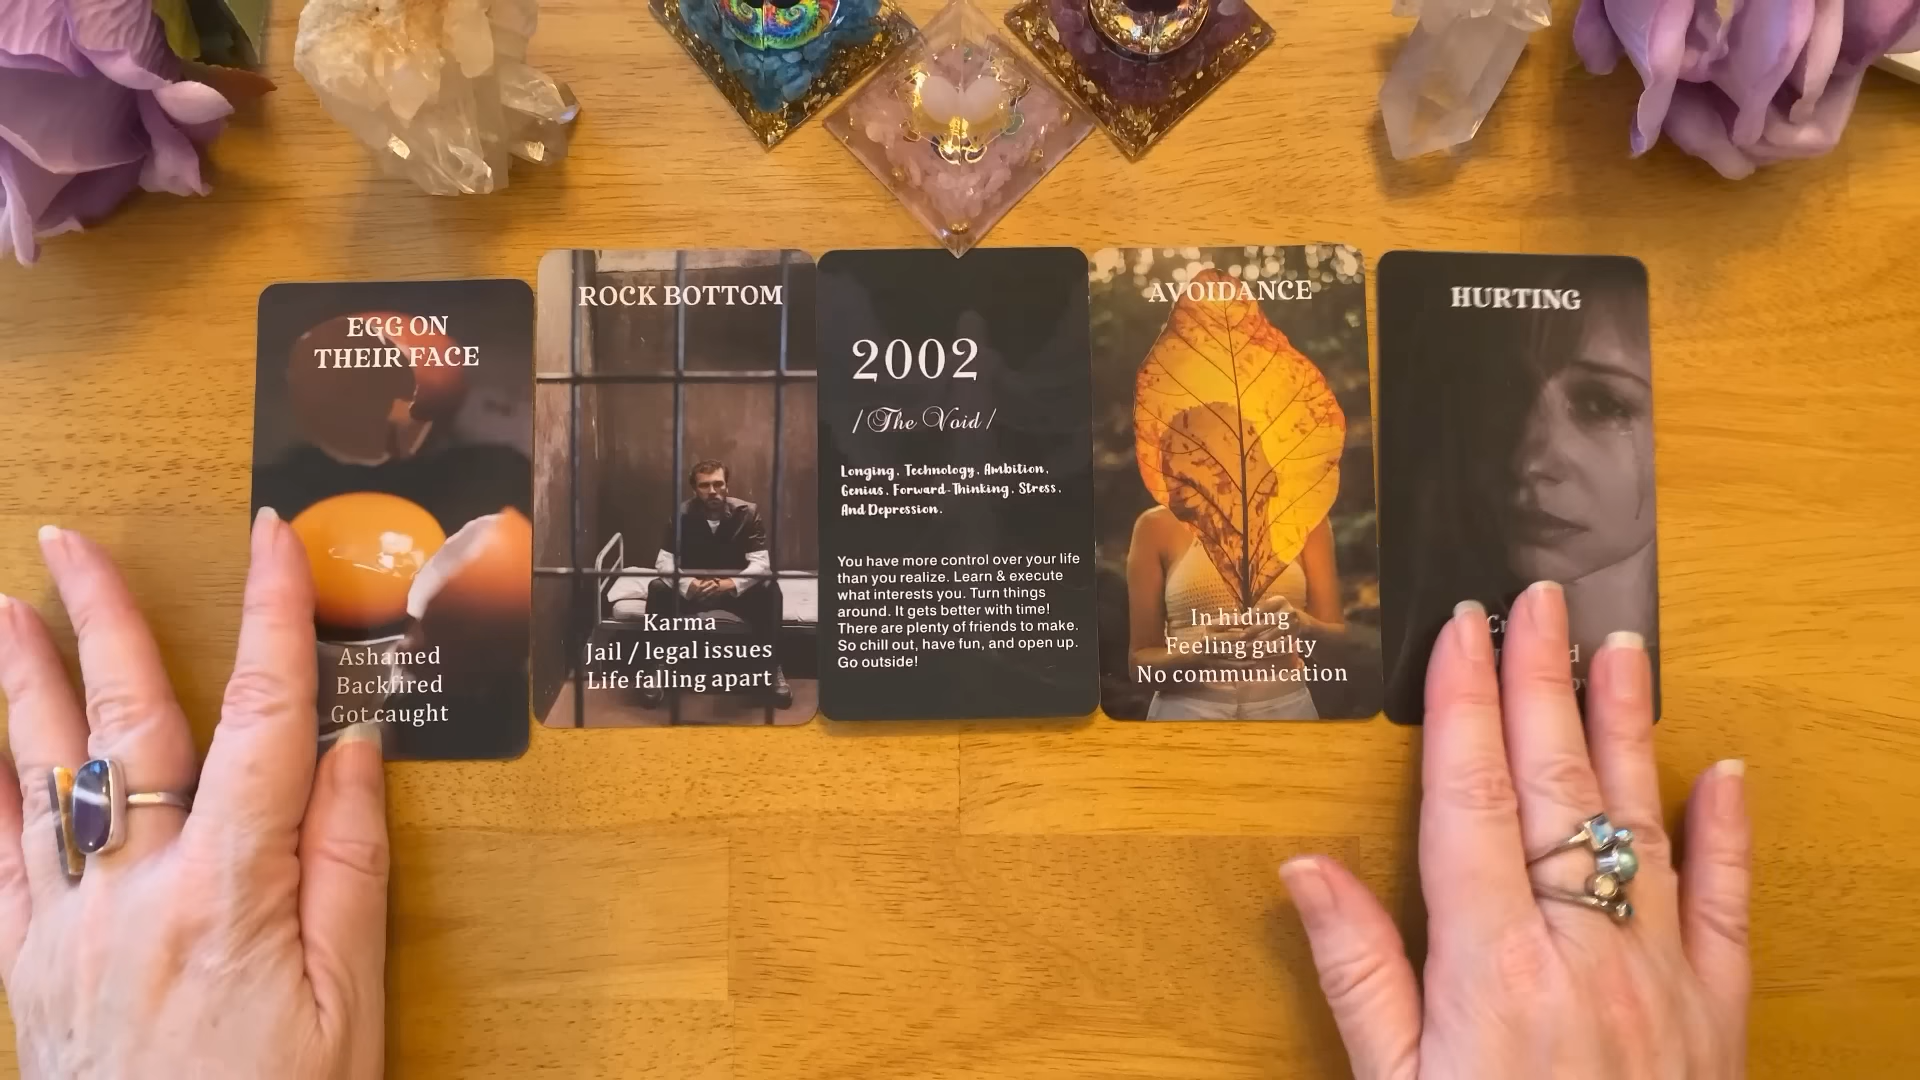 EGG ON
THEIR FACE
Ashamed
Backfired
Got caught
ROCK BOTTOM
Karma
Jail / legal issues
Life falling apart
2002
/ The Void /
Longing, Technology, Ambition,
Genius, Forward-Thinking, Stress,
And Depression.
You have more control over your life
than you realize. Learn & execute
what interests you. Turn things
around. It gets better with time!
There are plenty of friends to make.
So chill out, have fun, and open up.
Go outside!
AVOIDANCE
In hiding
Feeling guilty
No communication
HURTING